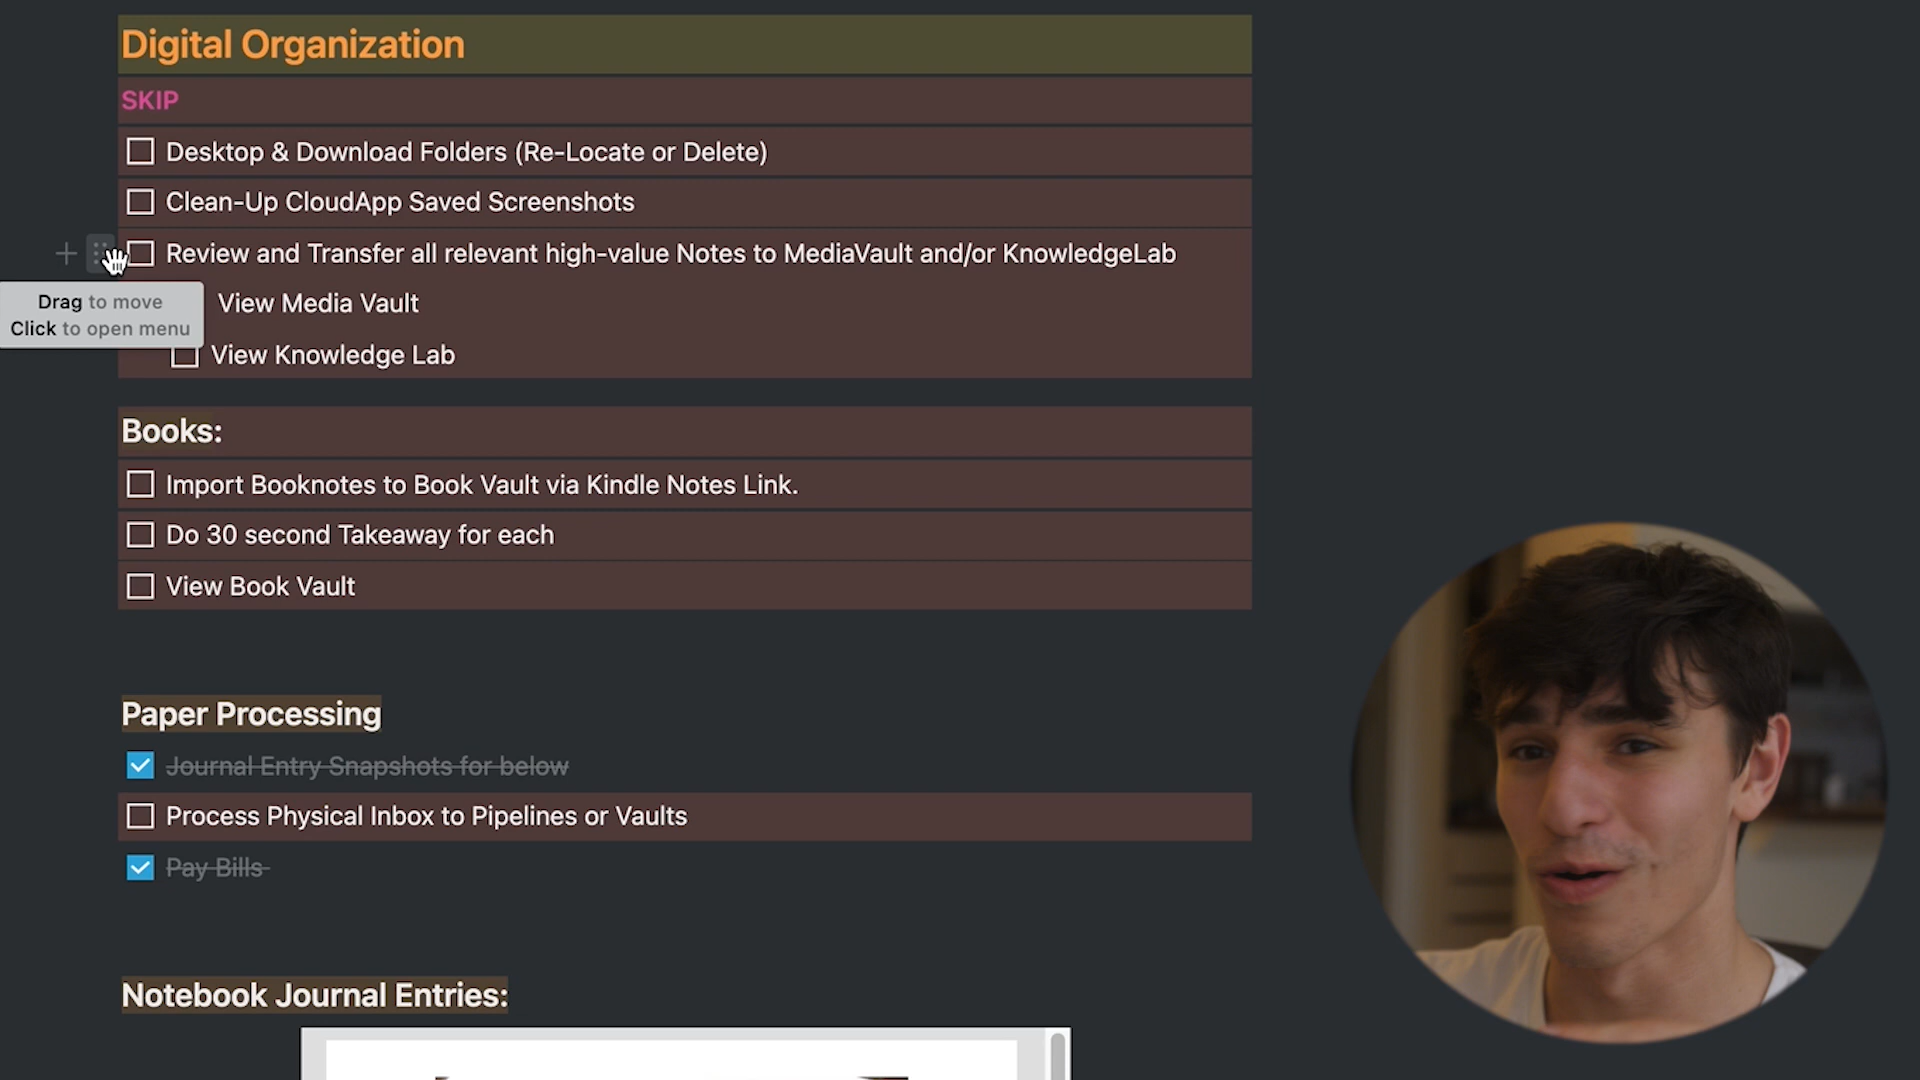 Digital Organization
SKIP
Desktop & Download Folders (Re-Locate or Delete)
Clean-Up CloudApp Saved Screenshots
Review and Transfer all relevant high-value Notes to MediaVault and/or KnowledgeLab
Drag to move
Click to open menu
View Media Vault
View Knowledge Lab
Books:
Import Booknotes to Book Vault via Kindle Notes Link.
Do 30 second Takeaway for each
View Book Vault
Paper Processing
Journal Entry Snapshots for below
Process Physical Inbox to Pipelines or Vaults
Pay Bills
Notebook Journal Entries: